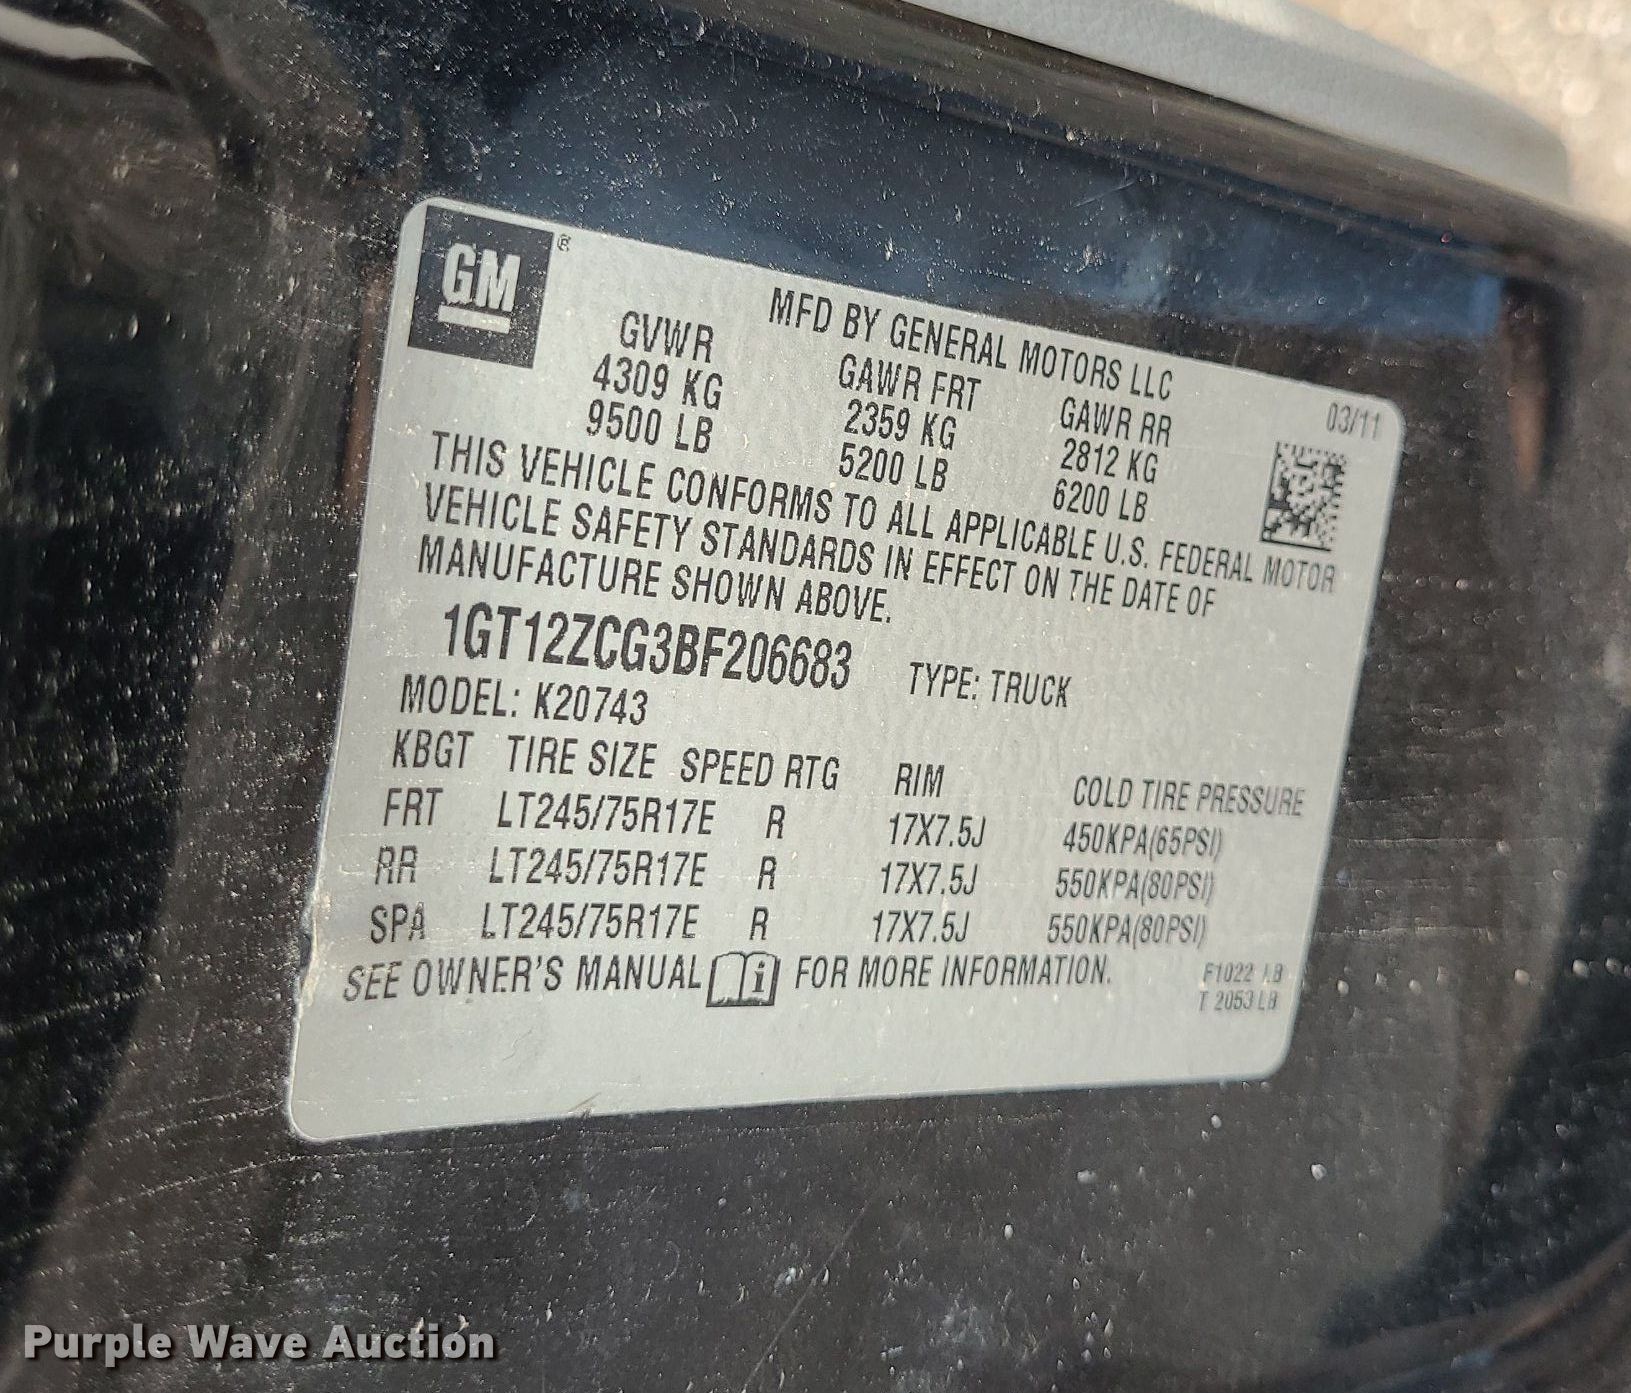 GM ®
MFD BY GENERAL MOTORS LLC
03/11
GVWR GAWR FRT GAWR RR
4309 KG 2359 KG 2812 KG
9500 LB 5200 LB 6200 LB
THIS VEHICLE CONFORMS TO ALL APPLICABLE U.S. FEDERAL MOTOR
VEHICLE SAFETY STANDARDS IN EFFECT ON THE DATE OF
MANUFACTURE SHOWN ABOVE.
1GT12ZCG3BF206683 TYPE: TRUCK
MODEL: K20743
KBGT TIRE SIZE SPEED RTG RIM COLD TIRE PRESSURE
FRT LT245/75R17E R 17X7.5J 450KPA(65PSI)
RR LT245/75R17E R 17X7.5J 550KPA(80PSI)
SPA LT245/75R17E R 17X7.5J 550KPA(80PSI)
SEE OWNER'S MANUAL i FOR MORE INFORMATION.
F1022 LB
T 2053 LB
Purple Wave Auction